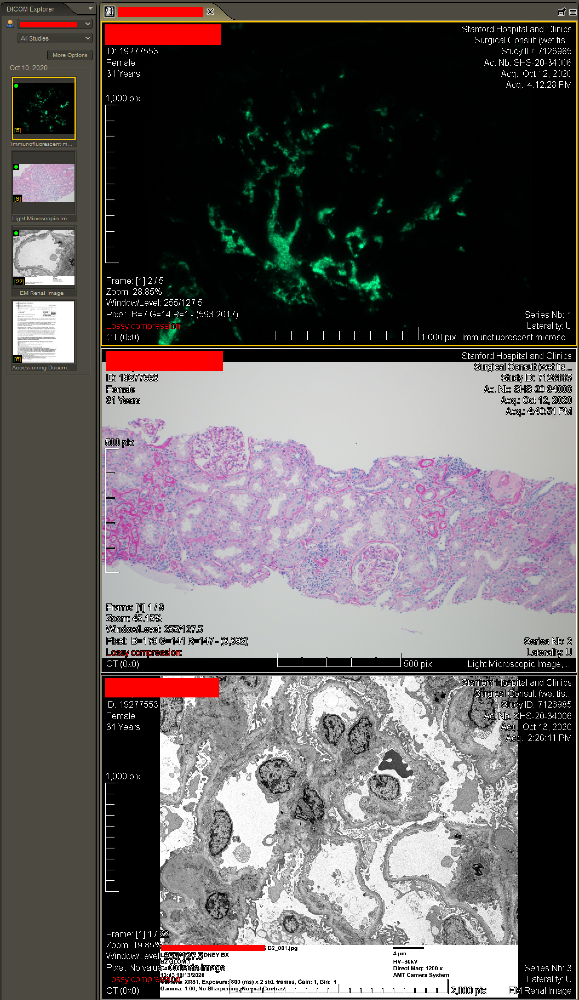 DICOM Explorer
All Studies
More Options
Oct 10, 2020
[5]
Immunofluorescent m...
[9]
Light Microscopic Im...
[22]
EM Renal Image
[6]
Accessioning Docum...
ID: 19277553
Female
31 Years
1,000 pix
Stanford Hospital and Clinics
Surgical Consult (wet tis...
Study ID: 7126985
Ac. Nb: SHS-20-34006
Acq.: Oct 12, 2020
Acq.: 4:12:28 PM
Frame: [1] 2 / 5
Zoom: 28.85%
Window/Level: 255/127.5
Pixel: B=7 G=14 R=1 - (593,2017)
Lossy compression:
OT (0x0)
1,000 pix
Series Nb: 1
Laterality: U
Immunofluorescent microsc...
ID: 19277553
Female
31 Years
500 pix
Stanford Hospital and Clinics
Surgical Consult (wet tis...
Study ID: 7126985
Ac. Nb: SHS-20-34006
Acq.: Oct 12, 2020
Acq.: 4:40:51 PM
Frame: [1] 1 / 9
Zoom: 45.15%
Window/Level: 255/127.5
Pixel: B=179 G=141 R=147 - (3,392)
Lossy compression:
OT (0x0)
500 pix
Series Nb: 2
Laterality: U
Light Microscopic Image, ...
ID: 19277553
Female
31 Years
1,000 pix
Stanford Hospital and Clinics
Surgical Consult (wet tis...
Study ID: 7126985
Ac. Nb: SHS-20-34006
Acq.: Oct 13, 2020
Acq.: 2:26:41 PM
Frame: [1] 1 / 22
Zoom: 19.85%
Window/Level: 255/127.5
Pixel: No value - Outside image
Lossy compression:
OT (0x0)
B2_001.jpg
BX
B2 GLOM 1
13:43 10/13/2020
XR81, Exposure: 800 (ms) x 2 std. frames, Gain: 1, Bin: 1
Gamma: 1.00, No Sharpening, Normal Contrast
4 µm
HV=80kV
Direct Mag: 1200 x
AMT Camera System
2,000 pix
Series Nb: 3
Laterality: U
EM Renal Image